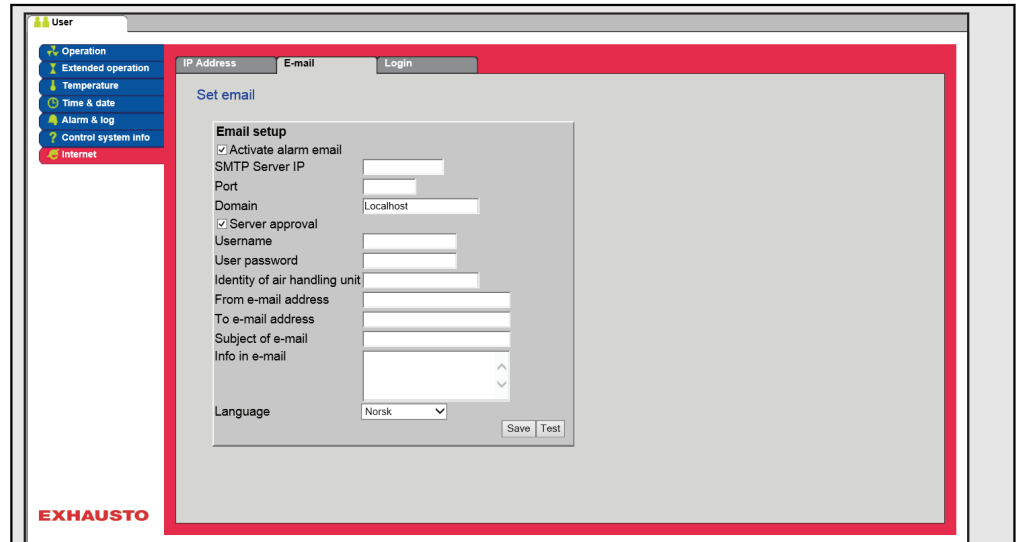 User
Operation
Extended operation
Temperature
Time & date
Alarm & log
Control system info
Internet
IP Address E-mail Login
Set email
Email setup
Activate alarm email
SMTP Server IP
Port
Domain Localhost
Server approval
Username
User password
Identity of air handling unit
From e-mail address
To e-mail address
Subject of e-mail
Info in e-mail
Language Norsk
Save Test
EXHAUSTO